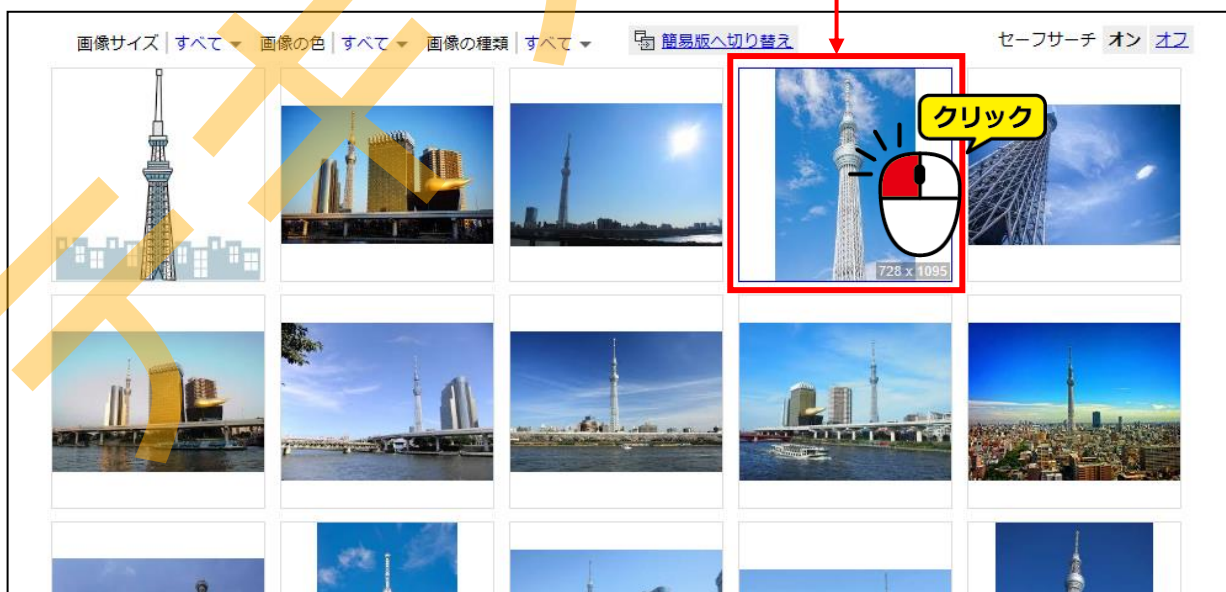 画像サイズ | すべて 画像の色 | すべて 画像の種類 | すべて 簡易版へ切り替え セーフサーチ オン オフ
クリック
728 x 1095